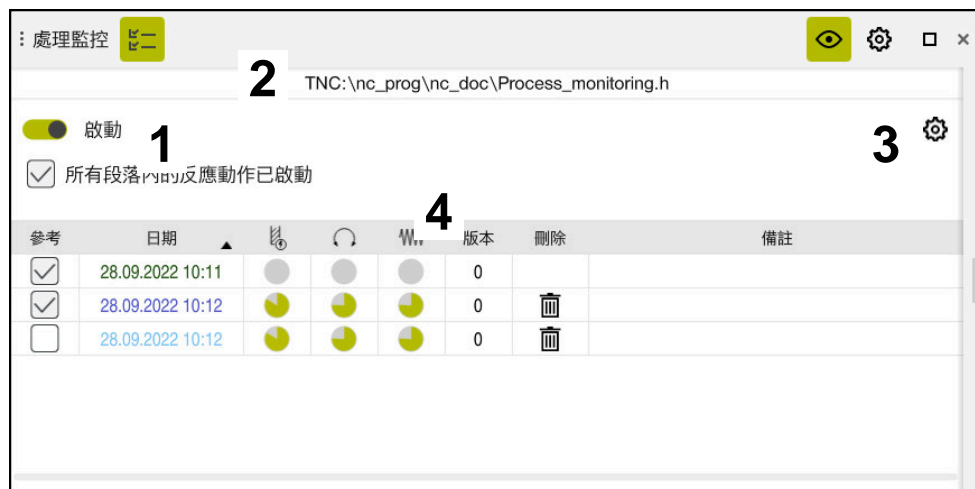 處理監控
2
TNC:\nc_prog\nc_doc\Process_monitoring.h
啟動
1
3
所有段落內的反應動作已啟動
4
參考 日期 版本 刪除 備註
28.09.2022 10:11 0
28.09.2022 10:12 0
28.09.2022 10:12 0